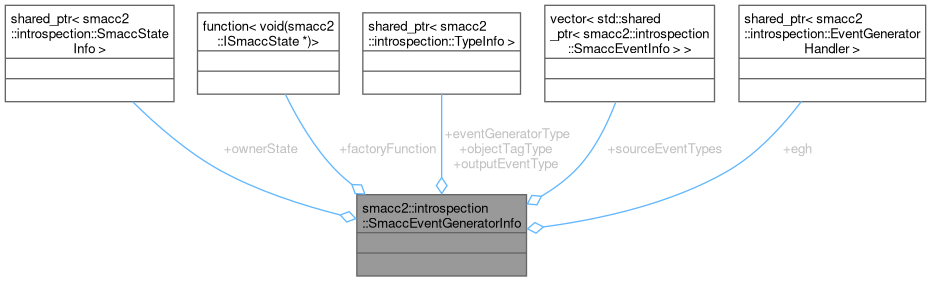 shared_ptr< smacc2
::introspection::SmaccState
Info >
function< void(smacc2
::ISmaccState *)>
shared_ptr< smacc2
::introspection::TypeInfo >
vector< std::shared
_ptr< smacc2::introspection
::SmaccEventInfo > >
shared_ptr< smacc2
::introspection::EventGenerator
Handler >
+ownerState
+factoryFunction
+eventGeneratorType
+objectTagType
+outputEventType
+sourceEventTypes
+egh
smacc2::introspection
::SmaccEventGeneratorInfo